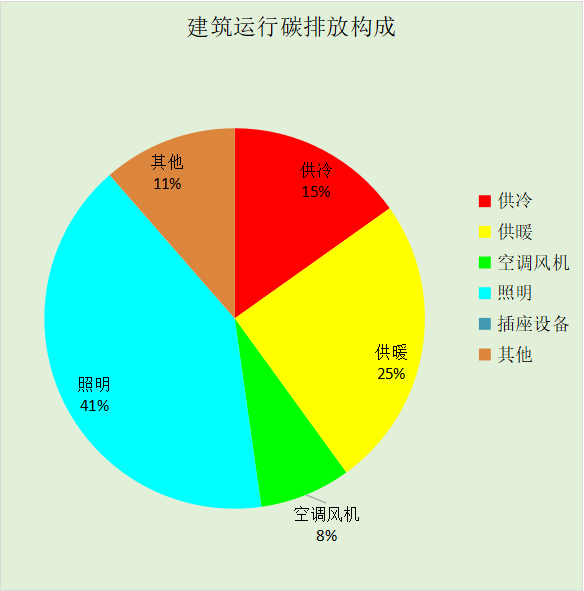 建筑运行碳排放构成
其他
11%
供冷
15%
供暖
25%
照明
41%
空调风机
8%
供冷
供暖
空调风机
照明
插座设备
其他